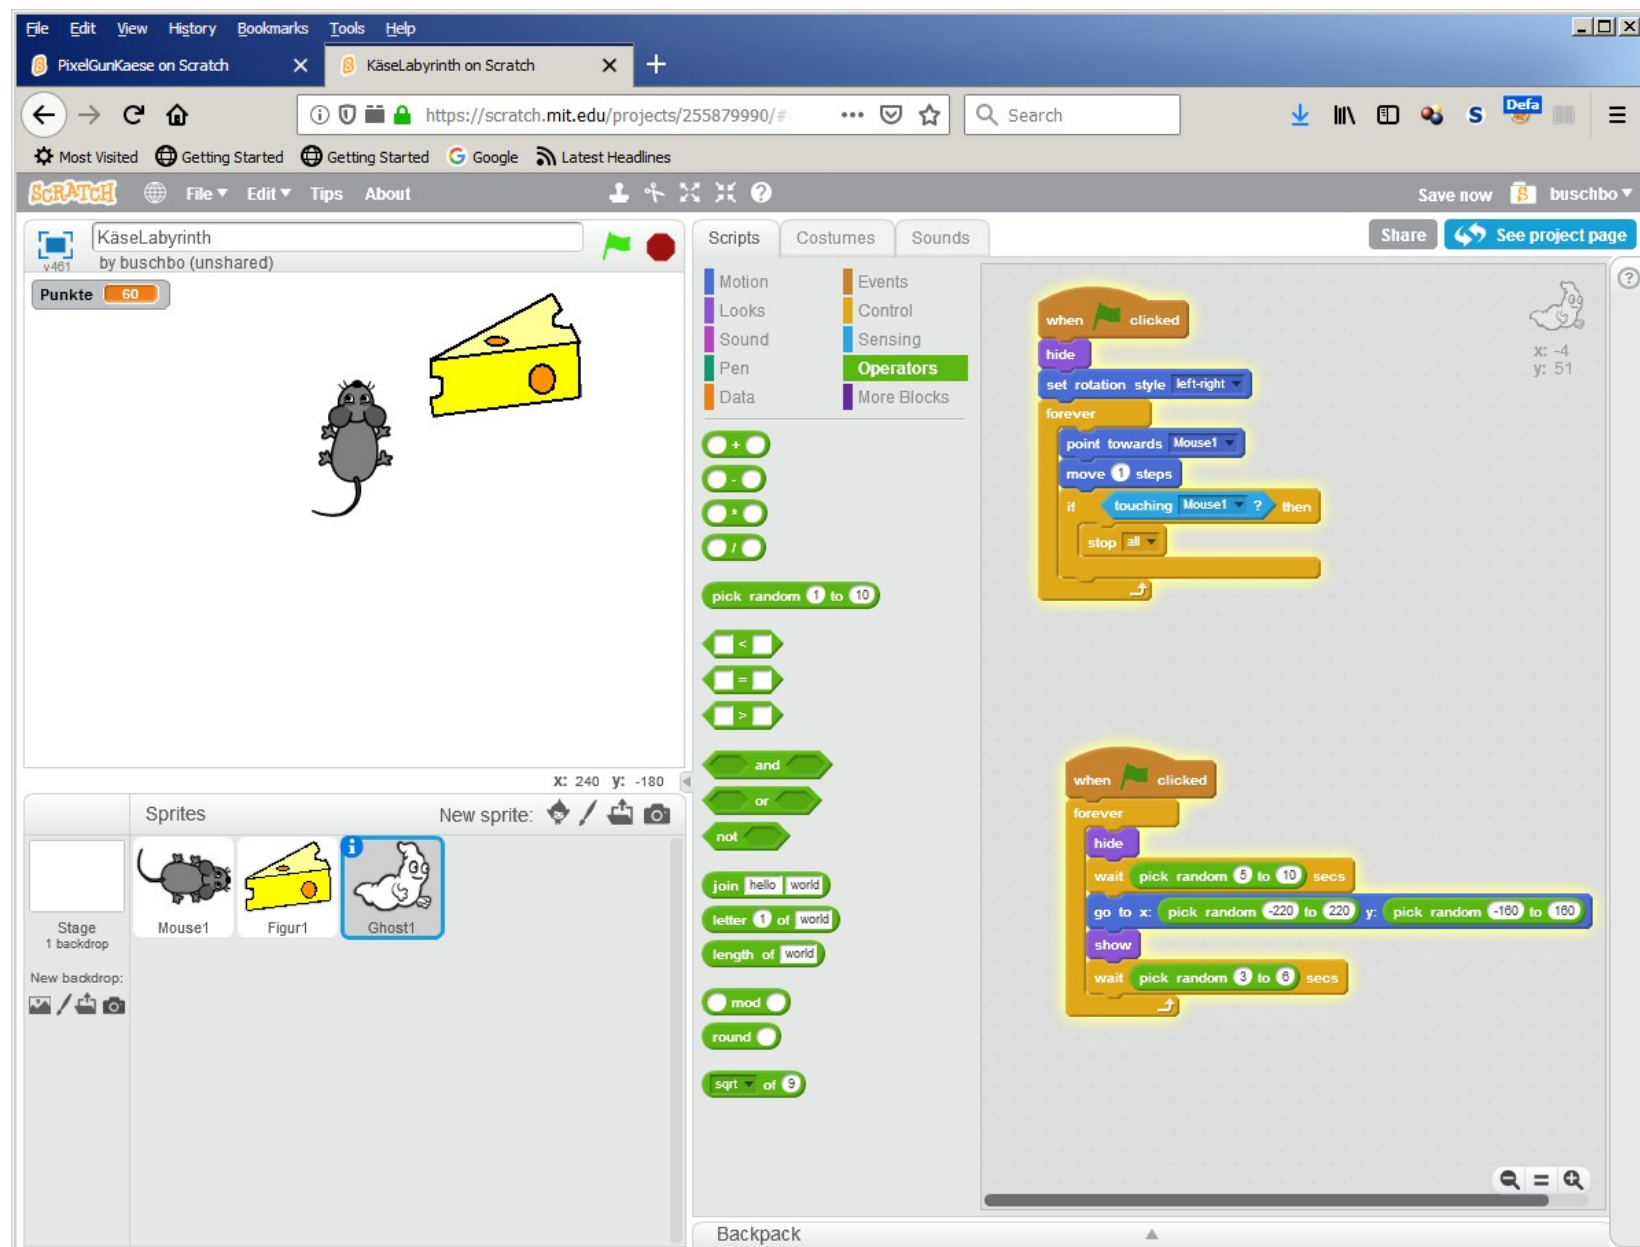 File Edit View History Bookmarks Tools Help
PixelGunKaese on Scratch
KäseLabyrinth on Scratch
https://scratch.mit.edu/projects/255879990/#
Search
S
Defa
Most Visited Getting Started Getting Started Google Latest Headlines
SCRATCH File Edit Tips About
Save now buschbo
v461
KäseLabyrinth
by buschbo (unshared)
Punkte 60
X: 240 y: -180
Sprites New sprite:
Mouse1 Figur1 Ghost1
Stage
1 backdrop
New backdrop:
Scripts Costumes Sounds
Share See project page
Motion Events
Looks Control
Sound Sensing
Pen Operators
Data More Blocks
+
-
*
/
pick random 1 to 10
<
=
>
and
or
not
join hello world
letter 1 of world
length of world
mod
round
sqrt of 9
when clicked
hide
set rotation style left-right
forever
point towards Mouse1
move 1 steps
if touching Mouse1 ? then
stop all
x: -4
y: 51
when clicked
forever
hide
wait pick random 5 to 10 secs
go to x: pick random -220 to 220 y: pick random -160 to 160
show
wait pick random 3 to 6 secs
Backpack